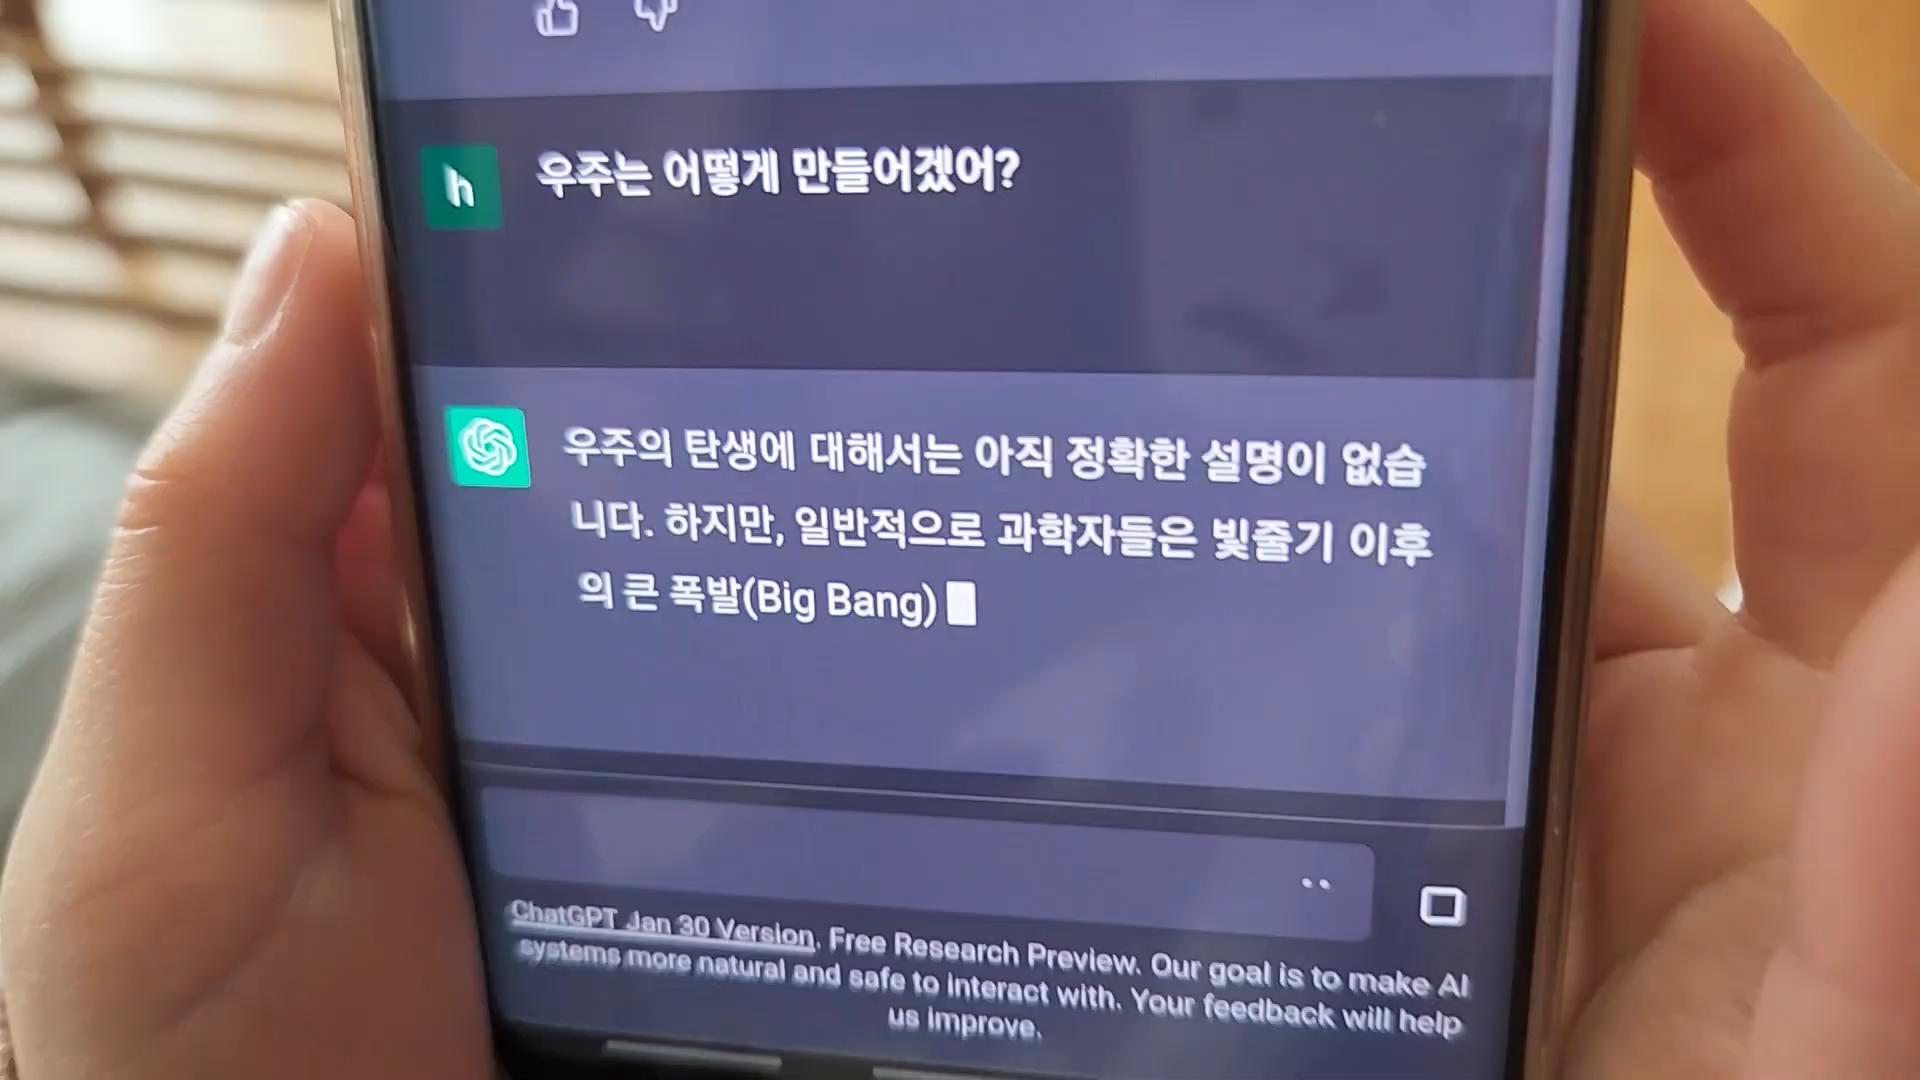 h
우주는 어떻게 만들어겠어?
우주의 탄생에 대해서는 아직 정확한 설명이 없습
니다. 하지만, 일반적으로 과학자들은 빛줄기 이후
의 큰 폭발(Big Bang)
ChatGPT Jan 30 Version. Free Research Preview. Our goal is to make AI
systems more natural and safe to interact with. Your feedback will help
us improve.